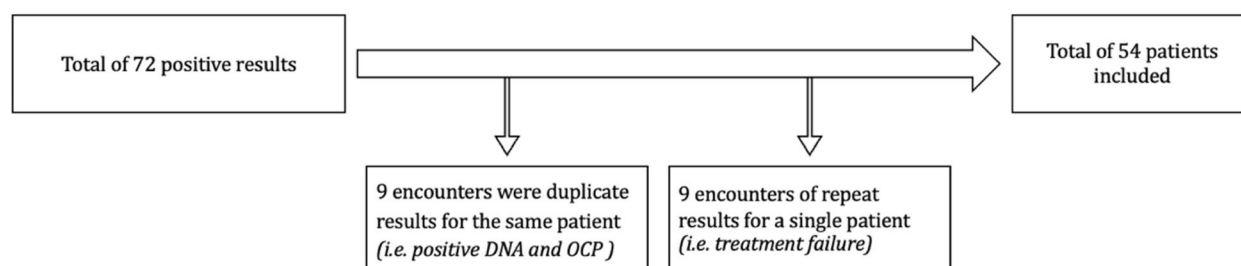 Total of 72 positive results
Total of 54 patients
included
9 encounters were duplicate
results for the same patient
(i.e. positive DNA and OCP )
9 encounters of repeat
results for a single patient
(i.e. treatment failure)